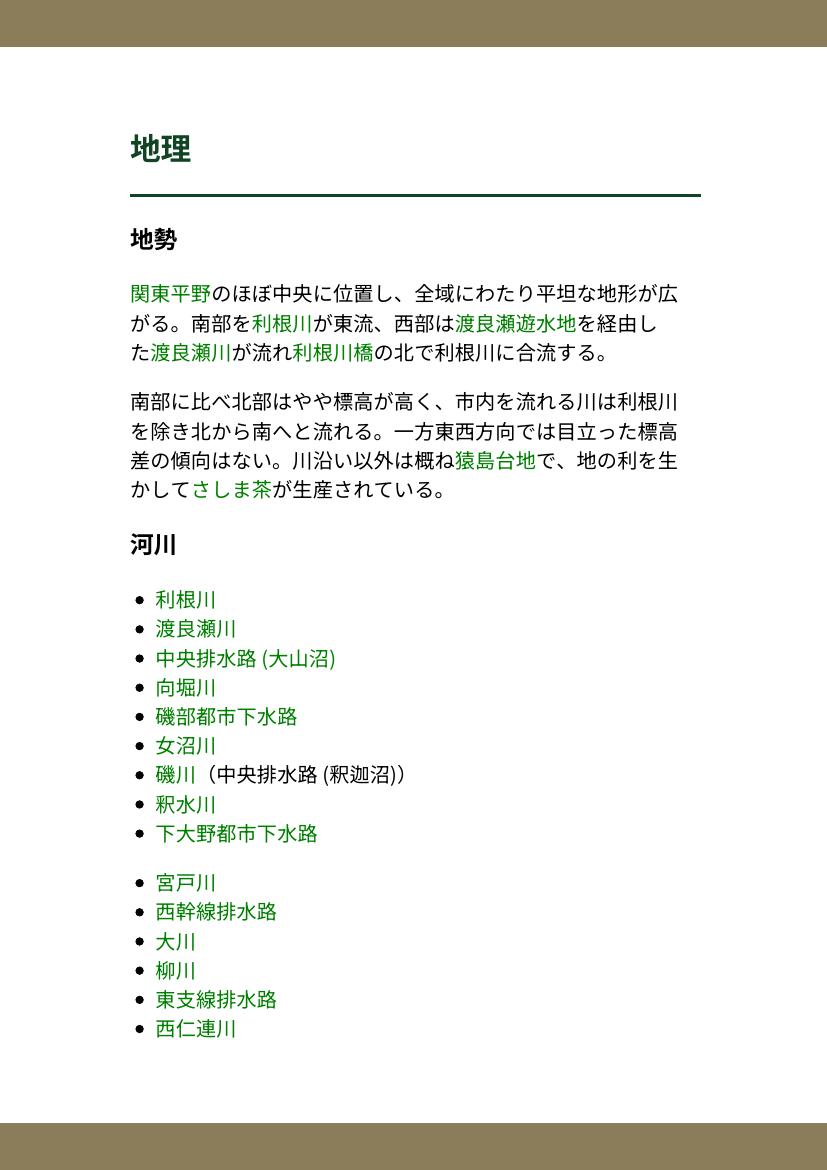 地理
地勢
関東平野のほぼ中央に位置し、全域にわたり平坦な地形が広
がる。南部を利根川が東流、西部は渡良瀬遊水地を経由し
た渡良瀬川が流れ利根川橋の北で利根川に合流する。
南部に比べ北部はやや標高が高く、市内を流れる川は利根川
を除き北から南へと流れる。一方東西方向では目立った標高
差の傾向はない。川沿い以外は概ね猿島台地で、地の利を生
かしてさしま茶が生産されている。
河川
• 利根川
• 渡良瀬川
• 中央排水路 (大山沼)
• 向堀川
• 磯部都市下水路
• 女沼川
• 磯川（中央排水路 (釈迦沼)）
• 釈水川
• 下大野都市下水路
• 宮戸川
• 西幹線排水路
• 大川
• 柳川
• 東支線排水路
• 西仁連川